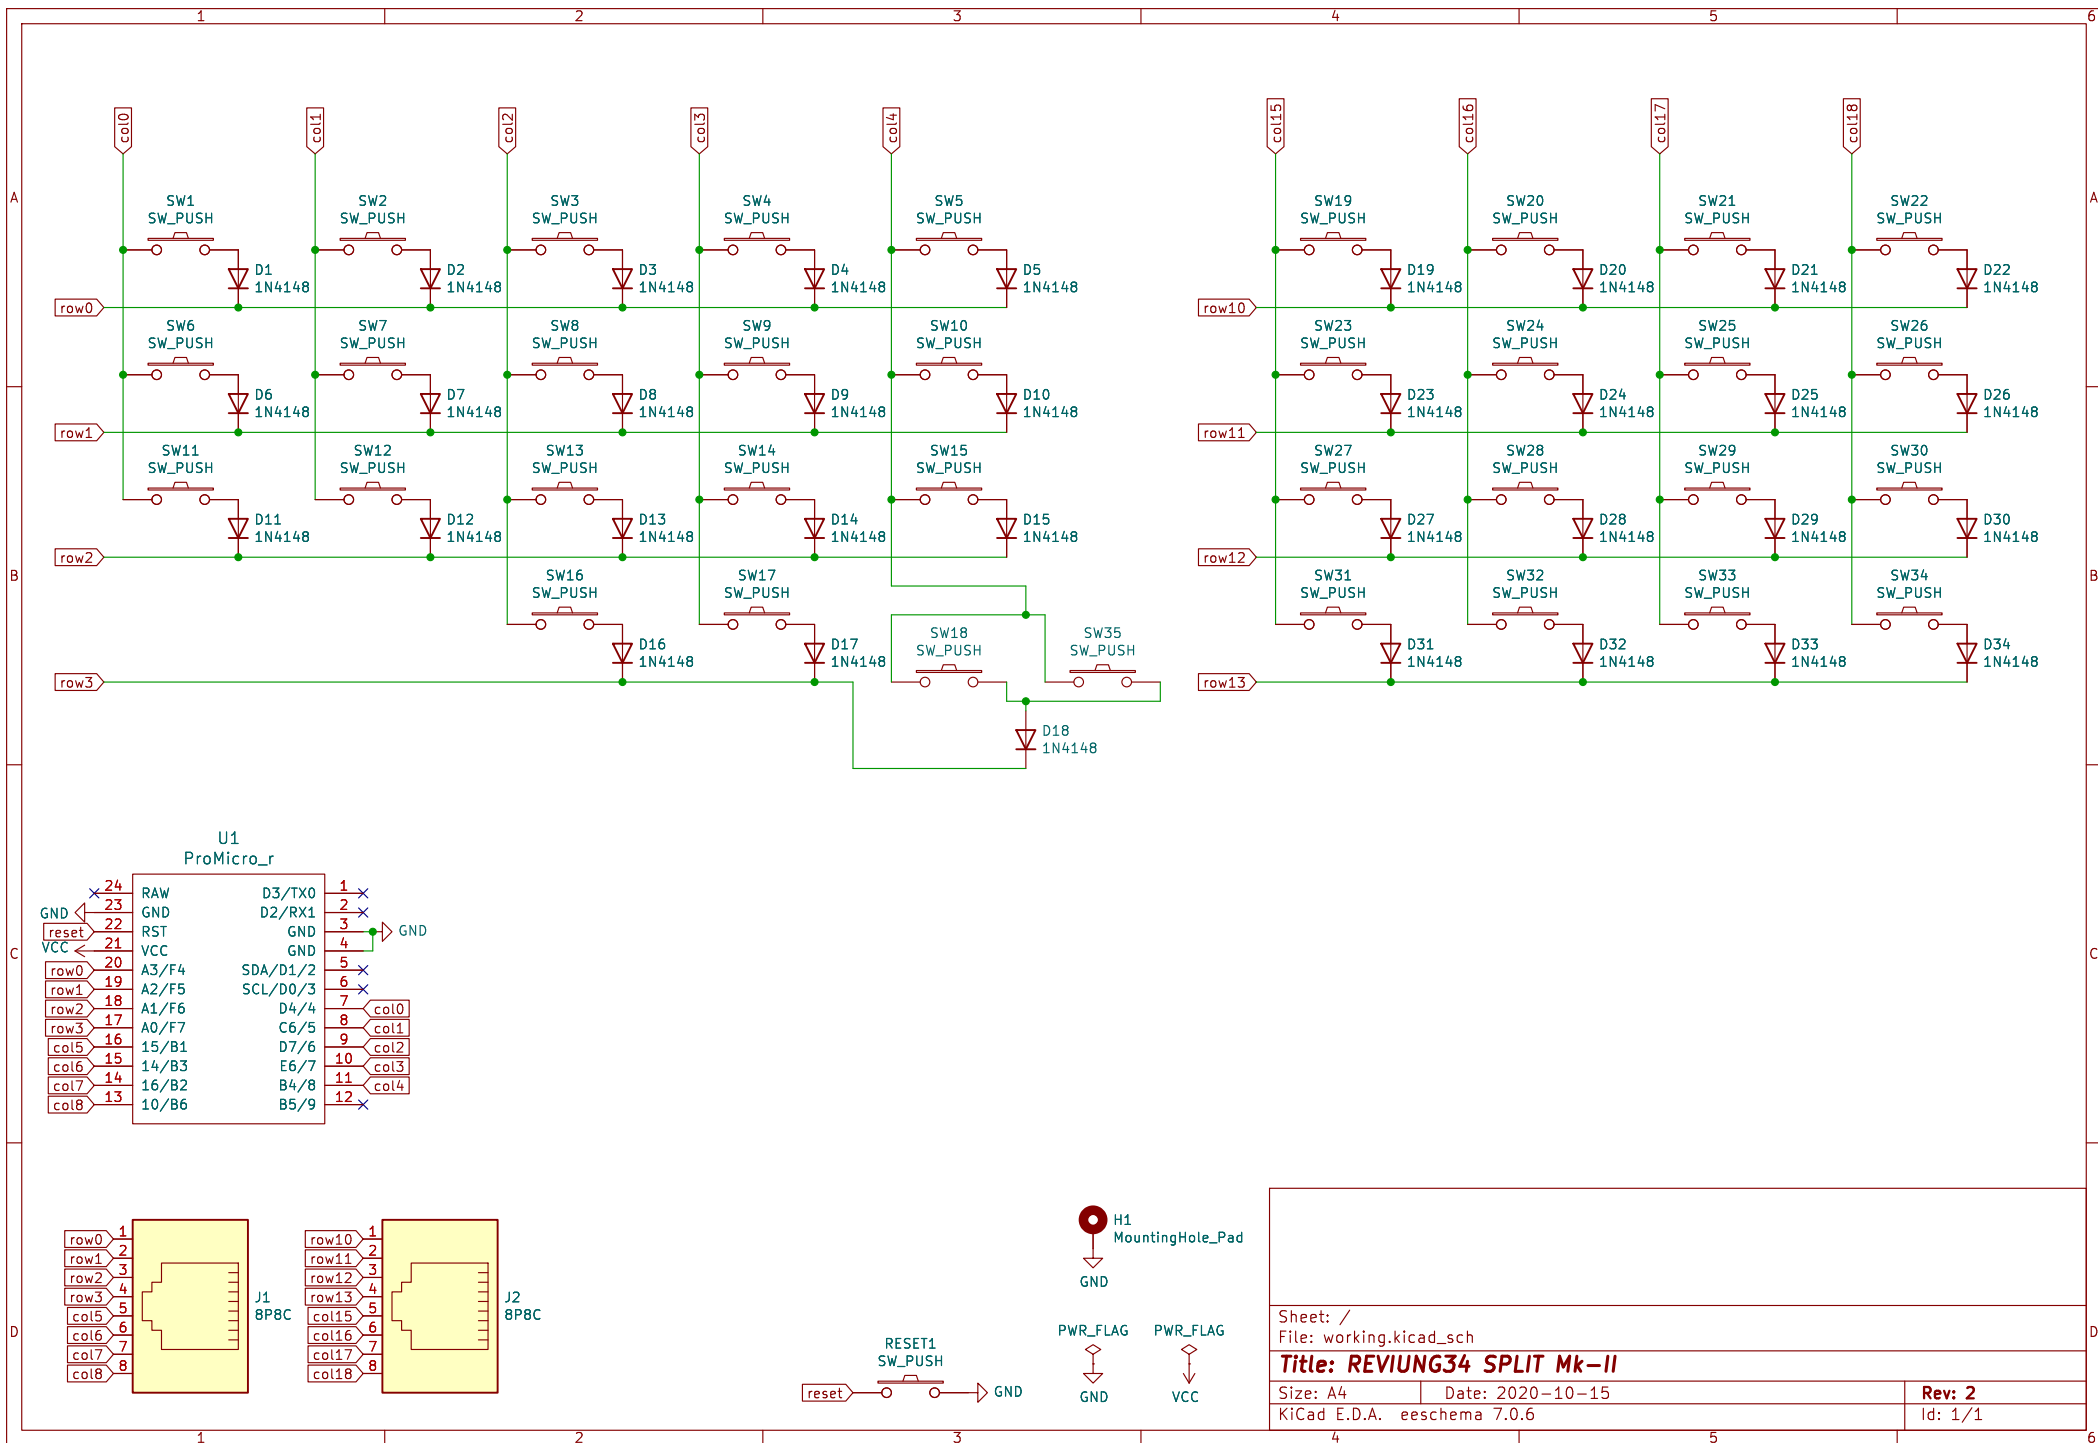 1 2 3 4 5 6
col0 col1 col2 col3 col4 col15 col16 col17 col18
A A
SW1 SW2 SW3 SW4 SW5 SW19 SW20 SW21 SW22
SW_PUSH SW_PUSH SW_PUSH SW_PUSH SW_PUSH SW_PUSH SW_PUSH SW_PUSH SW_PUSH
D1 D2 D3 D4 D5 D19 D20 D21 D22
1N4148 1N4148 1N4148 1N4148 1N4148 1N4148 1N4148 1N4148 1N4148
row0 row10
SW6 SW7 SW8 SW9 SW10 SW23 SW24 SW25 SW26
SW_PUSH SW_PUSH SW_PUSH SW_PUSH SW_PUSH SW_PUSH SW_PUSH SW_PUSH SW_PUSH
D6 D7 D8 D9 D10 D23 D24 D25 D26
1N4148 1N4148 1N4148 1N4148 1N4148 1N4148 1N4148 1N4148 1N4148
row1 row11
SW11 SW12 SW13 SW14 SW15 SW27 SW28 SW29 SW30
SW_PUSH SW_PUSH SW_PUSH SW_PUSH SW_PUSH SW_PUSH SW_PUSH SW_PUSH SW_PUSH
D11 D12 D13 D14 D15 D27 D28 D29 D30
1N4148 1N4148 1N4148 1N4148 1N4148 1N4148 1N4148 1N4148 1N4148
row2 row12
B B
SW16 SW17 SW31 SW32 SW33 SW34
SW_PUSH SW_PUSH SW_PUSH SW_PUSH SW_PUSH SW_PUSH
SW18 SW35
SW_PUSH SW_PUSH
D16 D17 D31 D32 D33 D34
1N4148 1N4148 1N4148 1N4148 1N4148 1N4148
row3 row13
D18
1N4148
U1
ProMicro_r
24 RAW D3/TX0 1
GND 23 GND D2/RX1 2
reset 22 RST GND 3 GND
VCC 21 VCC GND 4
C C
row0 20 A3/F4 SDA/D1/2 5
row1 19 A2/F5 SCL/D0/3 6
row2 18 A1/F6 D4/4 7 col0
row3 17 A0/F7 C6/5 8 col1
col5 16 15/B1 D7/6 9 col2
col6 15 14/B3 E6/7 10 col3
col7 14 16/B2 B4/8 11 col4
col8 13 10/B6 B5/9 12
row0 1 row10 1
row1 2 row11 2
row2 3 row12 3
row3 4 row13 4
col5 5 col15 5
col6 6 col16 6
col7 7 col17 7
col8 8 col18 8
J1 J2
8P8C 8P8C
H1
MountingHole_Pad
GND
PWR_FLAG PWR_FLAG
GND VCC
RESET1
SW_PUSH
reset GND
D D
Sheet: /
File: working.kicad_sch
Title: REVIUNG34 SPLIT Mk-II
Size: A4 Date: 2020-10-15 Rev: 2
KiCad E.D.A. eeschema 7.0.6 Id: 1/1
1 2 3 4 5 6